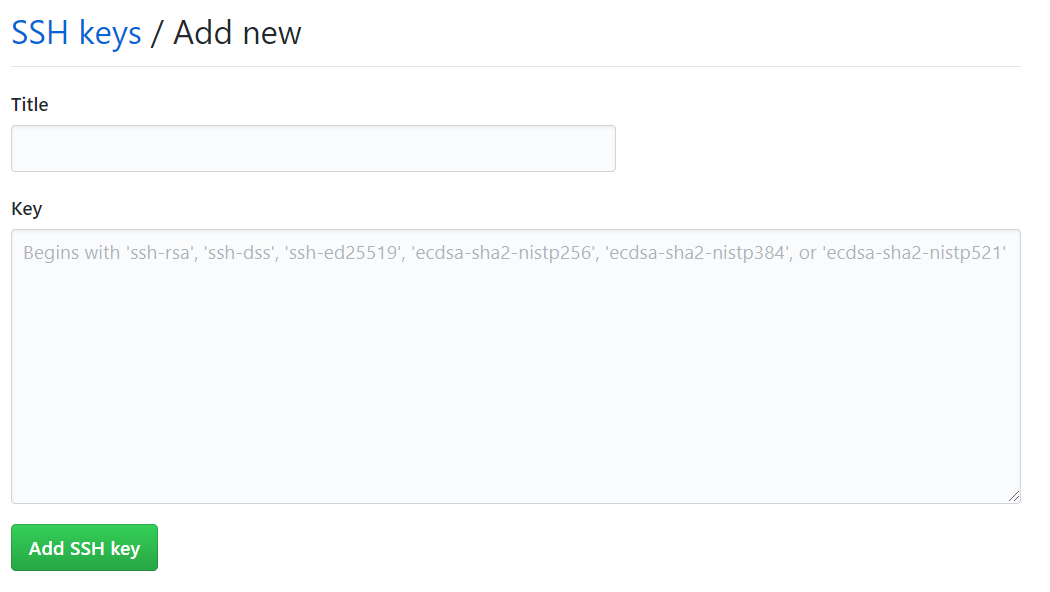 SSH keys / Add new
Title
Key
Begins with 'ssh-rsa', 'ssh-dss', 'ssh-ed25519', 'ecdsa-sha2-nistp256', 'ecdsa-sha2-nistp384', or 'ecdsa-sha2-nistp521'
Add SSH key